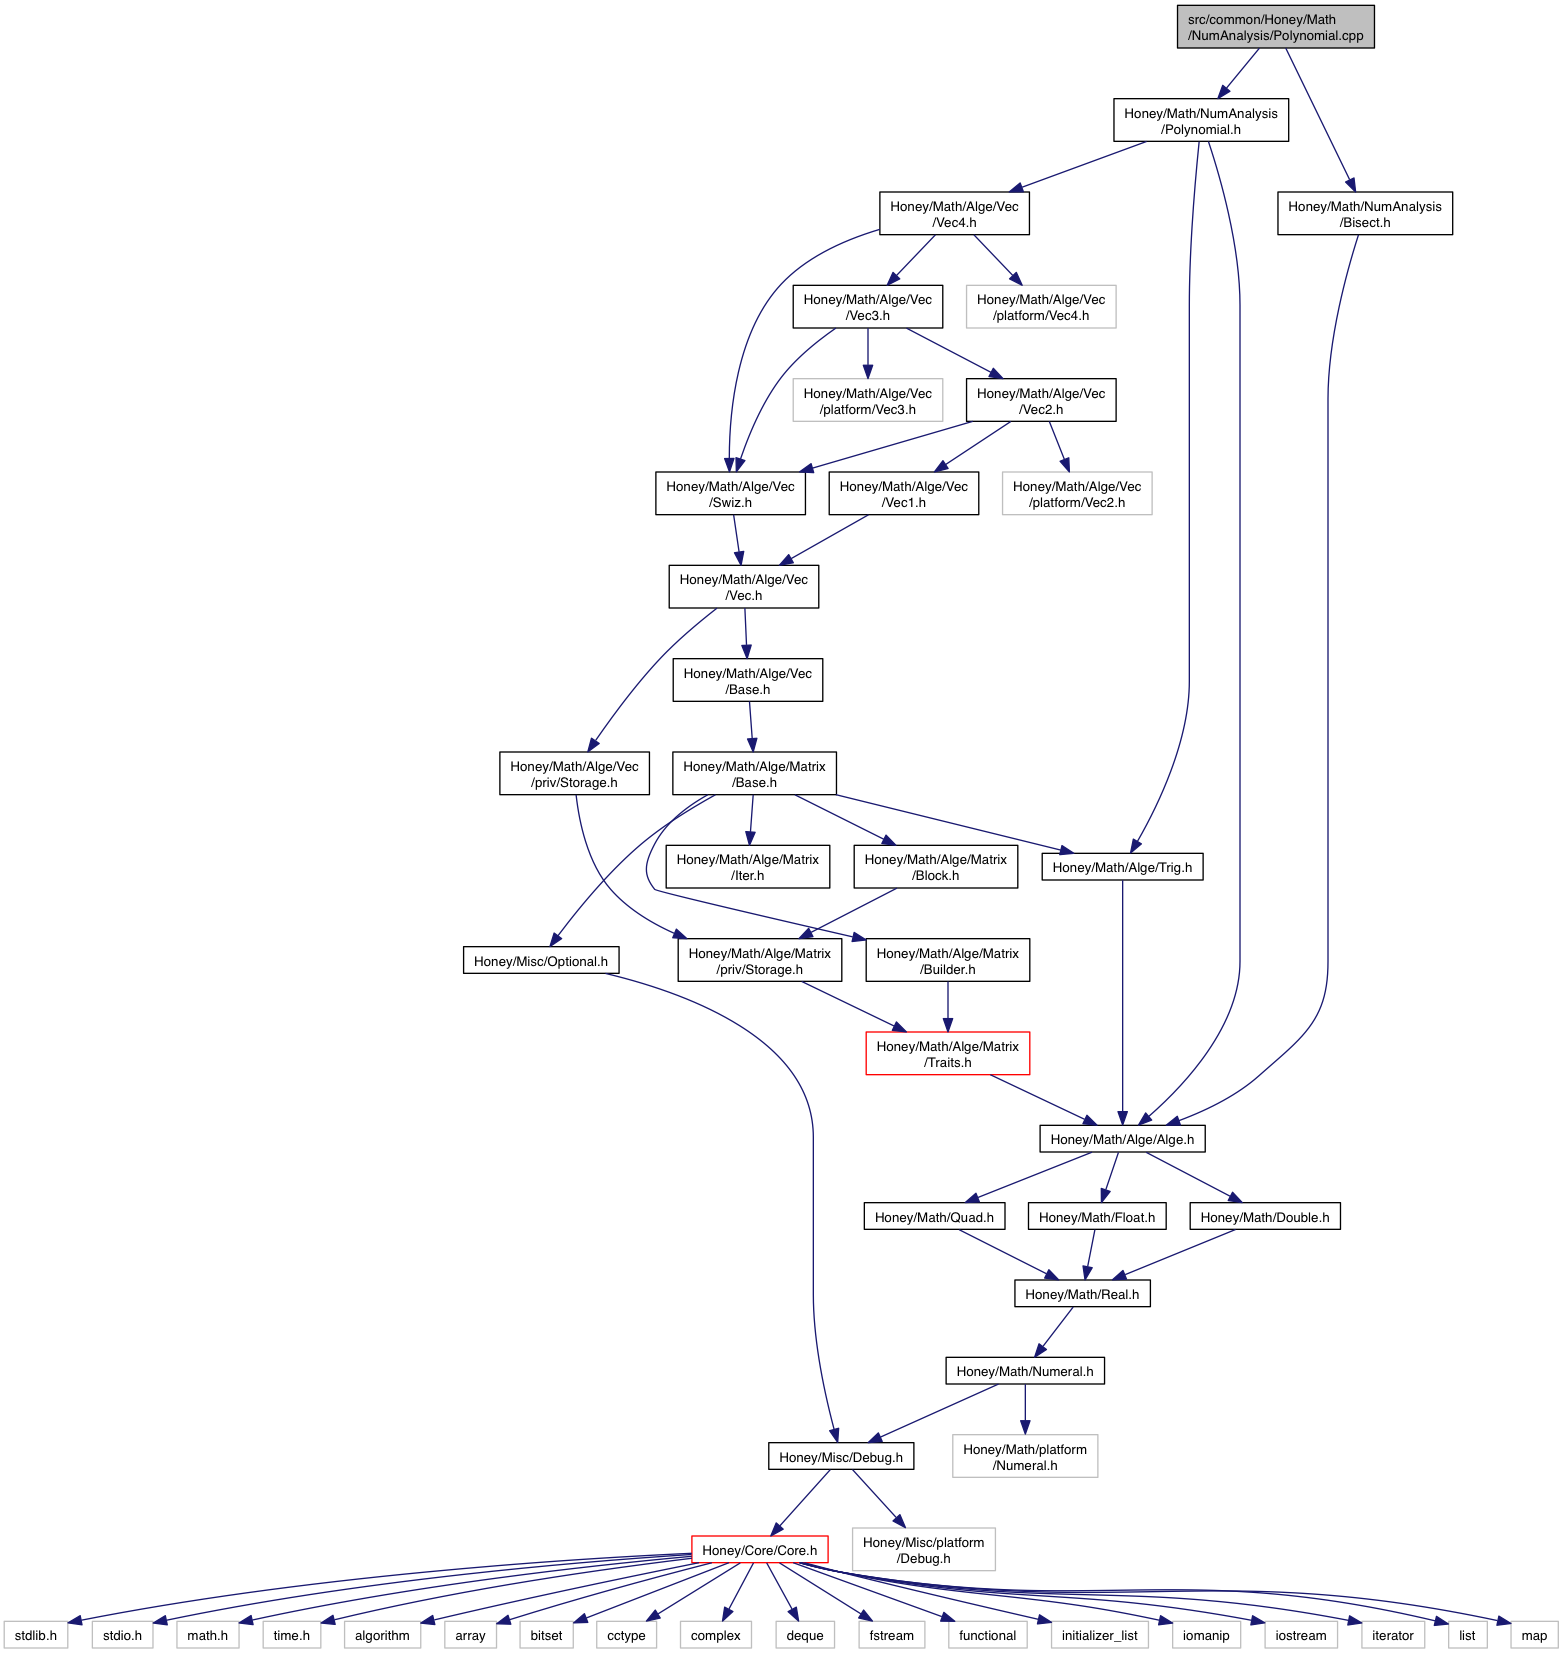 src/common/Honey/Math
/NumAnalysis/Polynomial.cpp
Honey/Math/NumAnalysis
/Polynomial.h
Honey/Math/Alge/Vec
/Vec4.h
Honey/Math/NumAnalysis
/Bisect.h
Honey/Math/Alge/Vec
/Vec3.h
Honey/Math/Alge/Vec
/platform/Vec4.h
Honey/Math/Alge/Vec
/platform/Vec3.h
Honey/Math/Alge/Vec
/Vec2.h
Honey/Math/Alge/Vec
/Swiz.h
Honey/Math/Alge/Vec
/Vec1.h
Honey/Math/Alge/Vec
/platform/Vec2.h
Honey/Math/Alge/Vec
/Vec.h
Honey/Math/Alge/Vec
/Base.h
Honey/Math/Alge/Vec
/priv/Storage.h
Honey/Math/Alge/Matrix
/Base.h
Honey/Math/Alge/Matrix
/Iter.h
Honey/Math/Alge/Matrix
/Block.h
Honey/Math/Alge/Trig.h
Honey/Misc/Optional.h
Honey/Math/Alge/Matrix
/priv/Storage.h
Honey/Math/Alge/Matrix
/Builder.h
Honey/Math/Alge/Matrix
/Traits.h
Honey/Math/Alge/Alge.h
Honey/Math/Quad.h
Honey/Math/Float.h
Honey/Math/Double.h
Honey/Math/Real.h
Honey/Math/Numeral.h
Honey/Misc/Debug.h
Honey/Math/platform
/Numeral.h
Honey/Core/Core.h
Honey/Misc/platform
/Debug.h
stdlib.h
stdio.h
math.h
time.h
algorithm
array
bitset
cctype
complex
deque
fstream
functional
initializer_list
iomanip
iostream
iterator
list
map